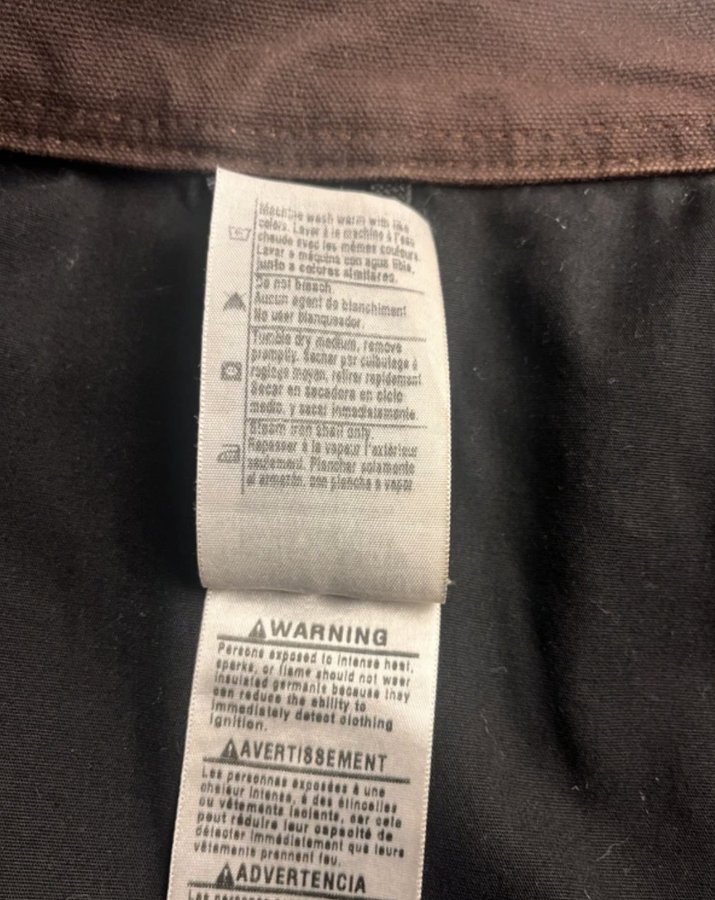 Machine wash warm with like
colors. Laver à la machine à l'eau
chaude avec les mêmes couleurs.
Lavar a máquina con agua tibia,
junto a colores similares.
Do not bleach.
Aucun agent de blanchiment
No usar blanqueador.
Tumble dry medium, remove
promptly. Sécher par culbutage à
réglage moyen, retirer rapidement
Secar en secadora en ciclo
medio, y sacar inmediatamente.
Steam iron shell only.
Repasser à la vapeur l'extérieur
seulement. Planchar solamente
el armazón, con plancha a vapor.
WARNING
Persons exposed to intense heat,
sparks, or flame should not wear
insulated garments because they
can reduce the ability to
immediately detect clothing
ignition.
AVERTISSEMENT
Les personnes exposées à une
chaleur intense, à des étincelles
ou vêtements isolants, car cela
peut réduire leur capacité de
détecter immédiatement que leurs
vêtements prennent feu.
ADVERTENCIA